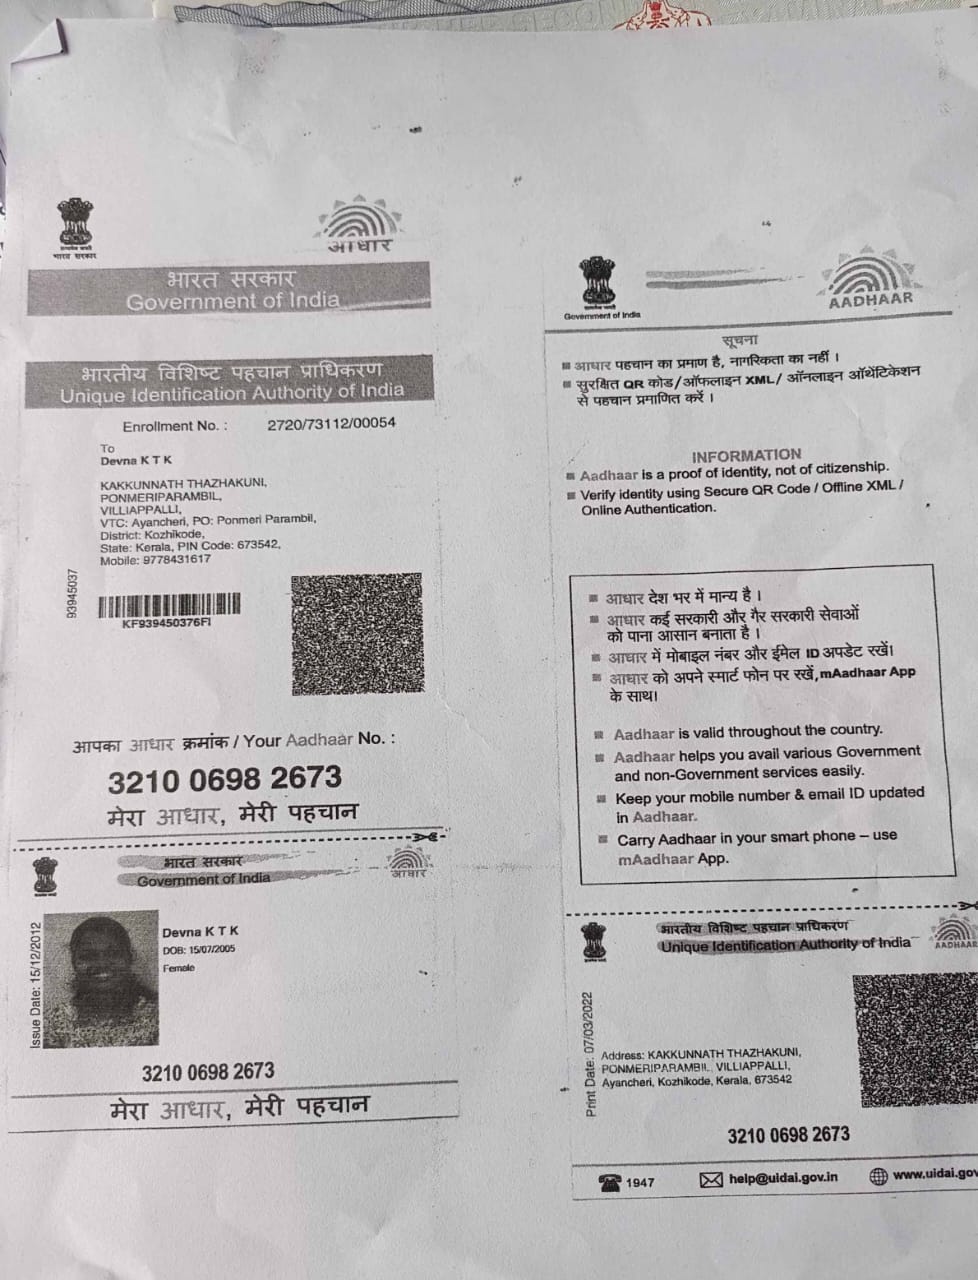 सत्यमेव जयते
भारत सरकार
आधार
भारत सरकार
Government of India
भारतीय विशिष्ट पहचान प्राधिकरण
Unique Identification Authority of India
Enrollment No. : 2720/73112/00054
To
Devna K T K
KAKKUNNATH THAZHAKUNI,
PONMERIPARAMBIL,
VILLIAPPALLI,
VTC: Ayancheri, PO: Ponmeri Parambil,
District: Kozhikode,
State: Kerala, PIN Code: 673542,
Mobile: 9778431617
93945037
KF939450376FI
आपका आधार क्रमांक / Your Aadhaar No. :
3210 0698 2673
मेरा आधार, मेरी पहचान
भारत सरकार
Government of India
आधार
Issue Date: 15/12/2012
Devna K T K
DOB: 15/07/2005
Female
3210 0698 2673
मेरा आधार, मेरी पहचान
Government of India
AADHAAR
सूचना
आधार पहचान का प्रमाण है, नागरिकता का नहीं ।
सुरक्षित QR कोड/ऑफलाइन XML/ ऑनलाइन ऑथेंटिकेशन
से पहचान प्रमाणित करें ।
INFORMATION
Aadhaar is a proof of identity, not of citizenship.
Verify identity using Secure QR Code / Offline XML /
Online Authentication.
आधार देश भर में मान्य है ।
आधार कई सरकारी और गैर सरकारी सेवाओं
को पाना आसान बनाता है ।
आधार में मोबाइल नंबर और ईमेल ID अपडेट रखें।
आधार को अपने स्मार्ट फोन पर रखें, mAadhaar App
के साथ।
Aadhaar is valid throughout the country.
Aadhaar helps you avail various Government
and non-Government services easily.
Keep your mobile number & email ID updated
in Aadhaar.
Carry Aadhaar in your smart phone – use
mAadhaar App.
भारतीय विशिष्ट पहचान प्राधिकरण
Unique Identification Authority of India
AADHAAR
Print Date: 07/03/2022
Address: KAKKUNNATH THAZHAKUNI,
PONMERIPARAMBIL, VILLIAPPALLI,
Ayancheri, Kozhikode, Kerala, 673542
3210 0698 2673
1947
help@uidai.gov.in
www.uidai.gov